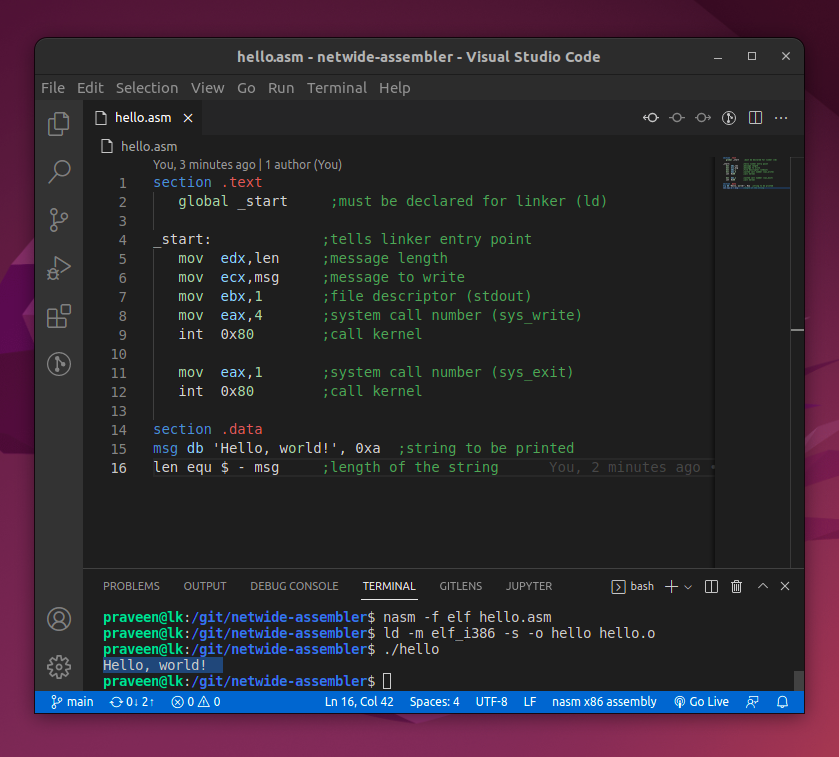 hello.asm - netwide-assembler - Visual Studio Code
File Edit Selection View Go Run Terminal Help
hello.asm
hello.asm
You, 3 minutes ago | 1 author (You)
1 section .text
2    global _start     ;must be declared for linker (ld)
3
4 _start:             ;tells linker entry point
5    mov  edx,len     ;message length
6    mov  ecx,msg     ;message to write
7    mov  ebx,1       ;file descriptor (stdout)
8    mov  eax,4       ;system call number (sys_write)
9    int  0x80        ;call kernel
10
11    mov  eax,1       ;system call number (sys_exit)
12    int  0x80        ;call kernel
13
14 section .data
15 msg db 'Hello, world!', 0xa  ;string to be printed
16 len equ $ - msg     ;length of the string      You, 2 minutes ago •
PROBLEMS OUTPUT DEBUG CONSOLE TERMINAL GITLENS JUPYTER bash
praveen@lk:/git/netwide-assembler$ nasm -f elf hello.asm
praveen@lk:/git/netwide-assembler$ ld -m elf_i386 -s -o hello hello.o
praveen@lk:/git/netwide-assembler$ ./hello
Hello, world!
praveen@lk:/git/netwide-assembler$
main 0↓ 2↑ 0 0 Ln 16, Col 42 Spaces: 4 UTF-8 LF nasm x86 assembly Go Live